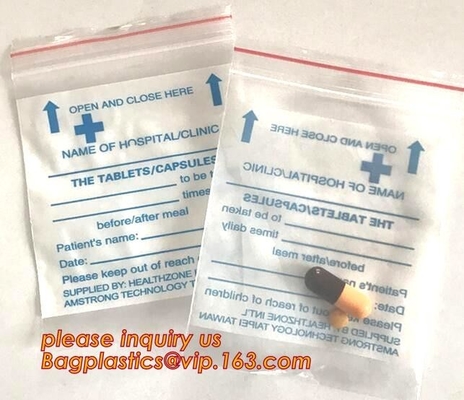 OPEN AND CLOSE HERE
NAME OF HOSPITAL/CLINIC
THE TABLETS/CAPSULES
to be
times
before/after meal
Patient's name:
Date:
Please keep out of reach
SUPPLIED BY: HEALTHZONE
AMSTRONG TECHNOLOGY
OPEN AND CLOSE HERE
NAME OF HOSPITAL/CLINIC
THE TABLETS/CAPSULES
to be taken
times daily
before/after meal
Patient's
Date:
out of reach of children
HEALTHZONE INT'L
AMSTRONG TECHNOLOGY TAIPEI TAIWAN
please inquiry us
Bagplastics@vip.163.com